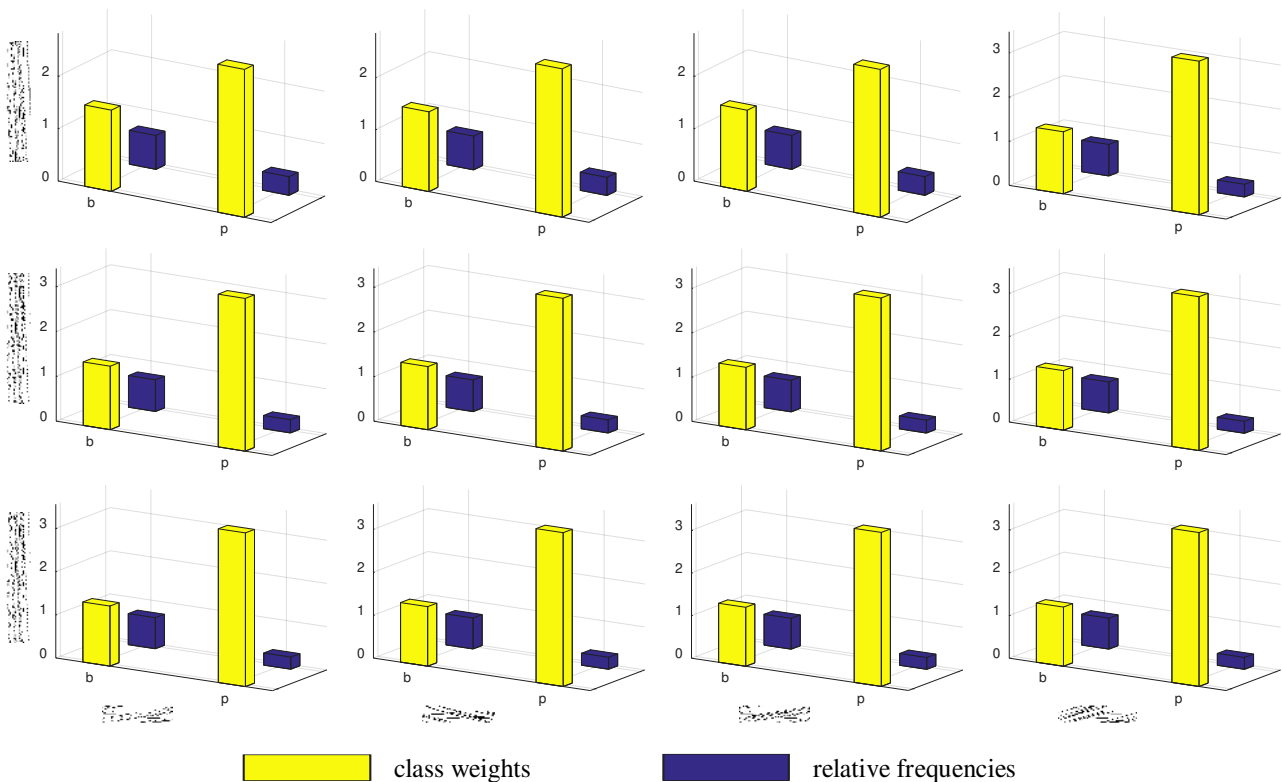 2 2 2 3
1 1 1 2
0 0 0 1
0
b b b b
p p p p
3 3 3 3
2 2 2 2
1 1 1 1
0 0 0 0
b b b b
p p p p
3 3 3 3
2 2 2 2
1 1 1 1
0 0 0 0
b b b b
p p p p
class weights relative frequencies